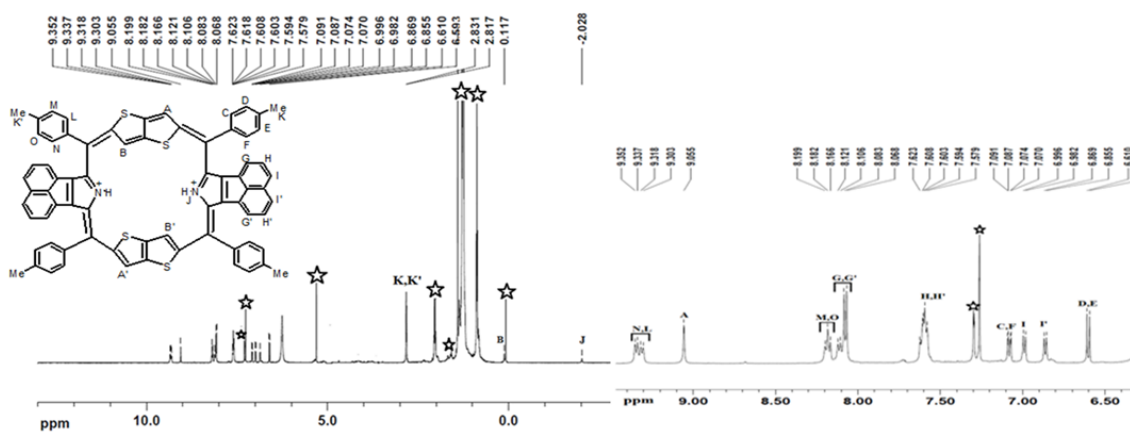 9.352 9.337 9.318 9.303 9.055 8.199 8.182 8.166 8.121 8.106 8.083 8.068 7.623 7.618 7.608 7.603 7.594 7.579 7.091 7.087 7.074 7.070 6.996 6.982 6.869 6.855 6.610 6.593 2.831 2.817 0.117 -2.028
Me M L S A C D Me
K' K
O N B S F E
G H
N H H N I
J I'
G' H'
S B'
Me A' S Me
K,K'
B J
10.0 5.0 0.0
ppm
9.352 9.337 9.318 9.303 9.055 8.199 8.182 8.166 8.121 8.106 8.083 8.068 7.623 7.608 7.603 7.594 7.579 7.091 7.087 7.074 7.070 6.996 6.982 6.869 6.855 6.610
G,G'
N,L A M,O H,H' C,F I I' D,E
ppm 9.00 8.50 8.00 7.50 7.00 6.50